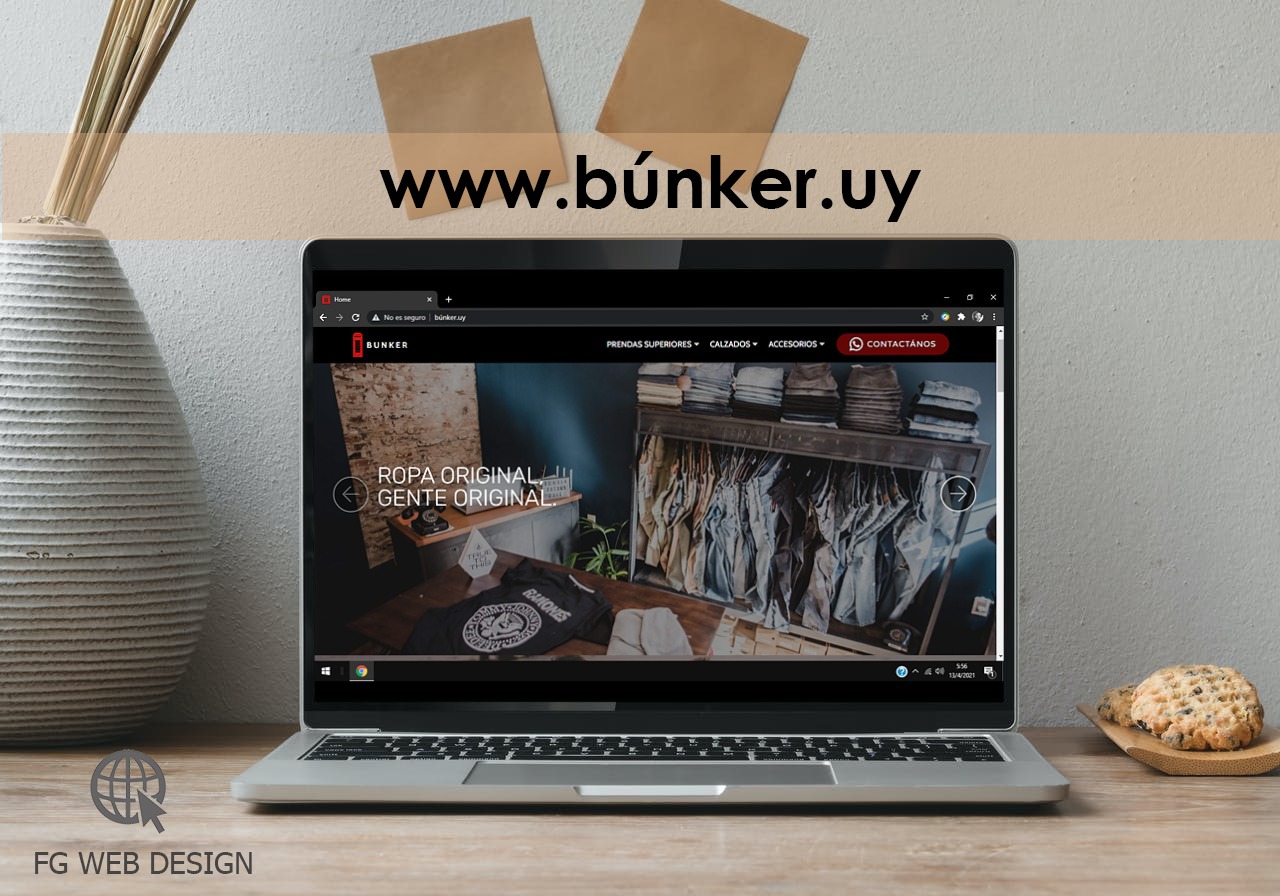 www.búnker.uy
Home
No es seguro | búnker.uy
BUNKER
PRENDAS SUPERIORES
CALZADOS
ACCESORIOS
CONTACTÁNOS
ROPA ORIGINAL,
GENTE ORIGINAL.
RAMONES
5:56
13/4/2021
FG WEB DESIGN